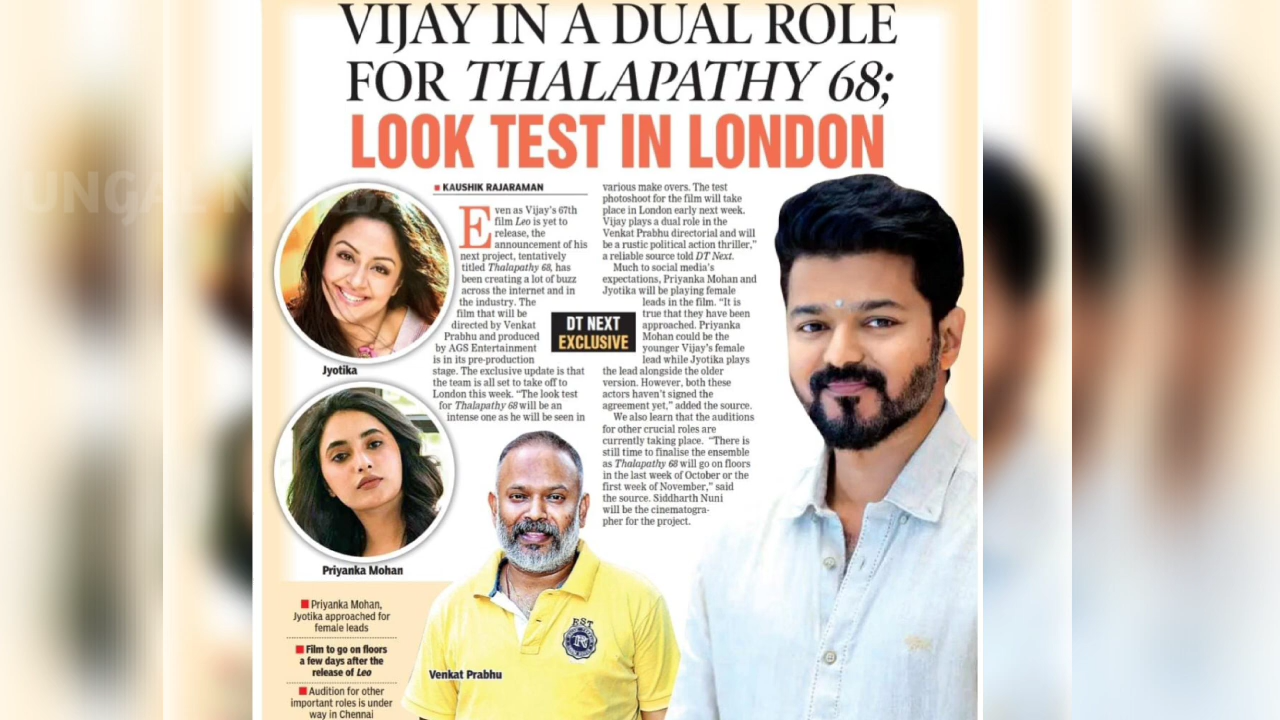 VIJAY IN A DUAL ROLE
FOR THALAPATHY 68;
LOOK TEST IN LONDON
UNGAL
Jyotika
Priyanka Mohan
Priyanka Mohan,
Jyotika approached for
female leads
Film to go on floors
a few days after the
release of Leo
Audition for other
important roles is under
way in Chennai
KAUSHIK RAJARAMAN
Even as Vijay's 67th
film Leo is yet to
release, the
announcement of his
next project, tentatively
titled Thalapathy 68, has
been creating a lot of buzz
across the internet and in
the industry. The
film that will be
directed by Venkat
Prabhu and produced
by AGS Entertainment
is in its pre-production
stage. The exclusive update is that
the team is all set to take off to
London this week. “The look test
for Thalapathy 68 will be an
intense one as he will be seen in
various make overs. The test
photoshoot for the film will take
place in London early next week.
Vijay plays a dual role in the
Venkat Prabhu directorial and will
be a rustic political action thriller,”
a reliable source told DT Next.
Much to social media's
expectations, Priyanka Mohan and
Jyotika will be playing female
leads in the film. “It is
true that they have been
approached. Priyanka
Mohan could be the
younger Vijay's female
lead while Jyotika plays
the lead alongside the older
version. However, both these
actors haven't signed the
agreement yet,” added the source.
We also learn that the auditions
for other crucial roles are
currently taking place. “There is
still time to finalise the ensemble
as Thalapathy 68 will go on floors
in the last week of October or the
first week of November,” said
the source. Siddharth Nuni
will be the cinematogra-
pher for the project.
DT NEXT
EXCLUSIVE
EST
R
Venkat Prabhu